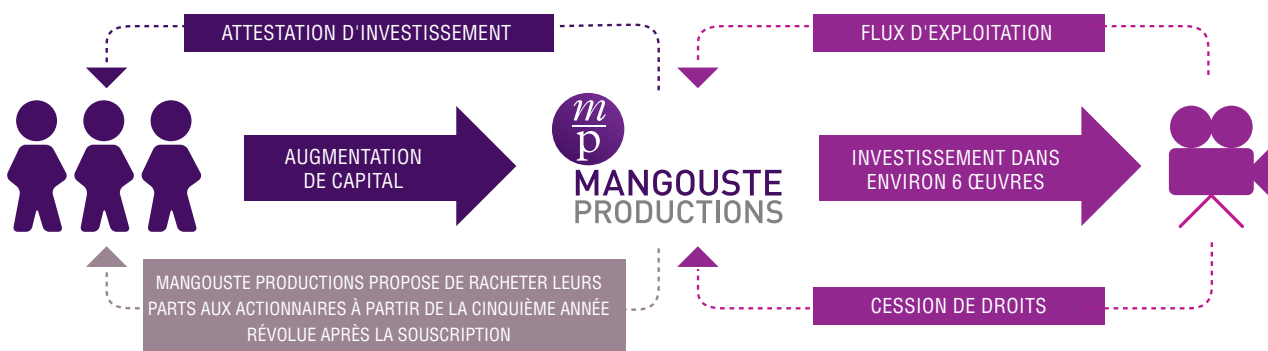 ATTESTATION D'INVESTISSEMENT
FLUX D'EXPLOITATION
AUGMENTATION
DE CAPITAL
m
p
MANGOUSTE
PRODUCTIONS
INVESTISSEMENT DANS
ENVIRON 6 ŒUVRES
MANGOUSTE PRODUCTIONS PROPOSE DE RACHETER LEURS
PARTS AUX ACTIONNAIRES À PARTIR DE LA CINQUIÈME ANNÉE
RÉVOLUE APRÈS LA SOUSCRIPTION
CESSION DE DROITS